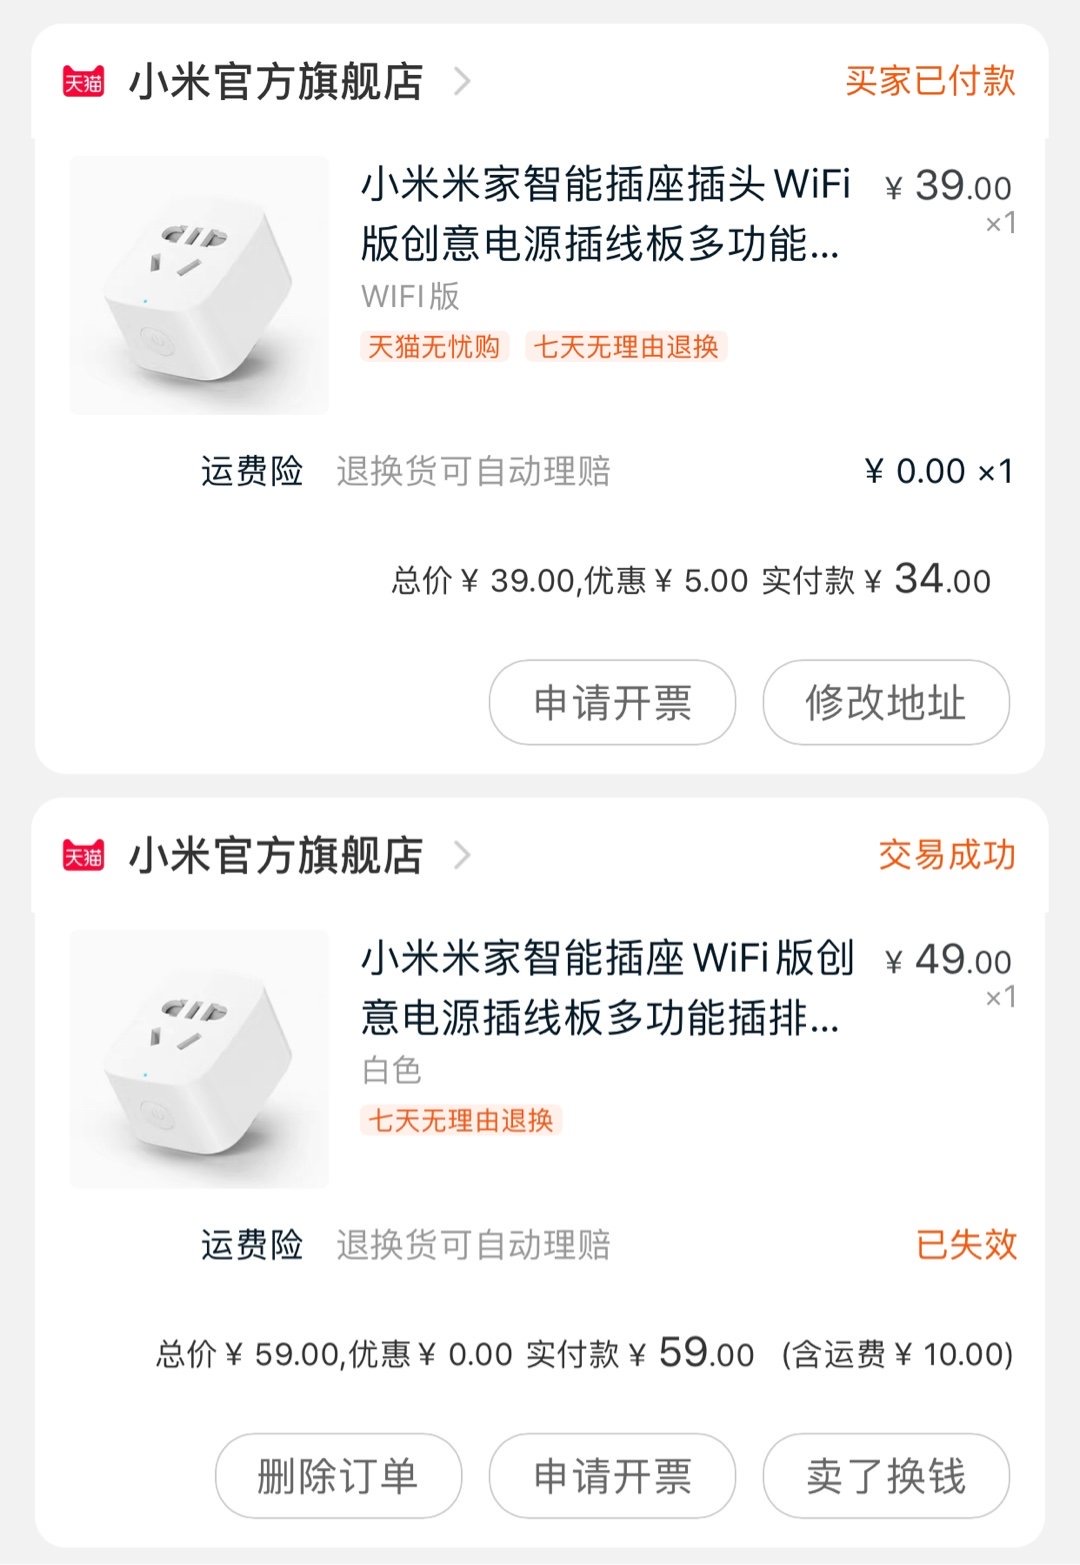 天猫 小米官方旗舰店 > 买家已付款
小米米家智能插座插头WiFi ¥ 39.00
版创意电源插线板多功能... ×1
WIFI版
天猫无忧购 七天无理由退换
运费险 退换货可自动理赔 ¥ 0.00 ×1
总价¥ 39.00,优惠¥ 5.00 实付款¥ 34.00
申请开票 修改地址
天猫 小米官方旗舰店 > 交易成功
小米米家智能插座WiFi版创 ¥ 49.00
意电源插线板多功能插排... ×1
白色
七天无理由退换
运费险 退换货可自动理赔 已失效
总价¥ 59.00,优惠¥ 0.00 实付款¥ 59.00 (含运费¥ 10.00)
删除订单 申请开票 卖了换钱